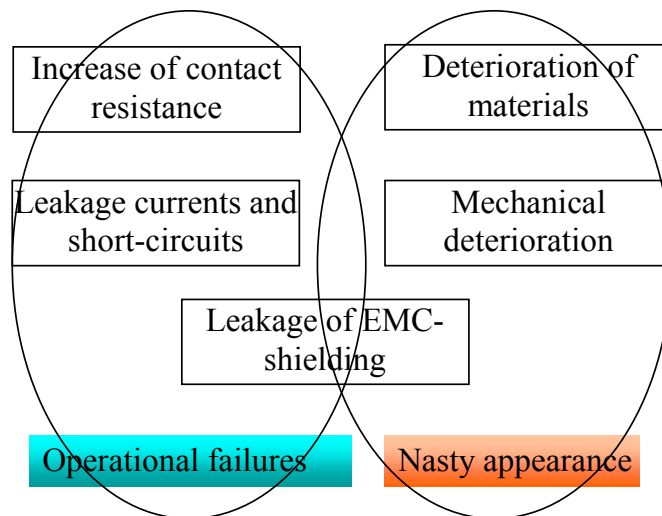 Increase of contact
resistance
Deterioration of
materials
Leakage currents and
short-circuits
Mechanical
deterioration
Leakage of EMC-
shielding
Operational failures
Nasty appearance